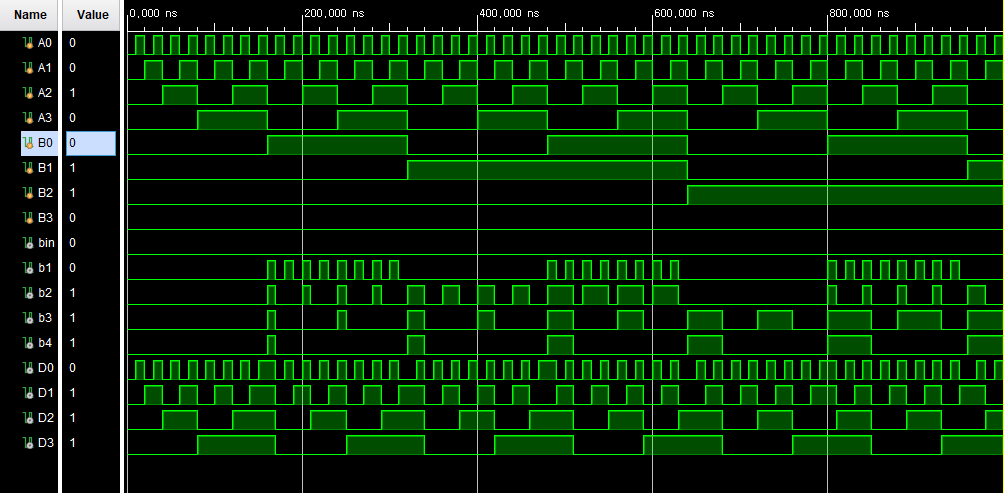 Name Value 0,000 ns 200,000 ns 400,000 ns 600,000 ns 800,000 ns
A0 0
A1 0
A2 1
A3 0
B0 0
B1 1
B2 1
B3 0
bin 0
b1 0
b2 1
b3 1
b4 1
D0 0
D1 1
D2 1
D3 1